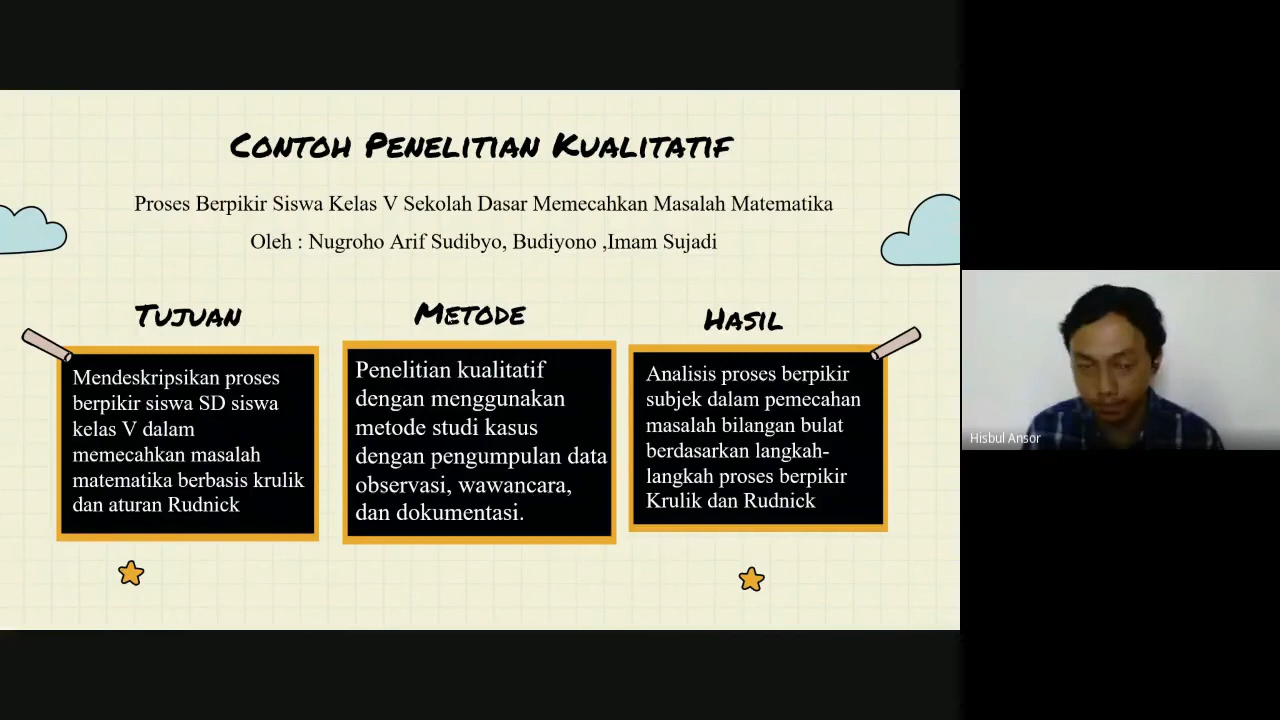 Contoh Penelitian Kualitatif
Proses Berpikir Siswa Kelas V Sekolah Dasar Memecahkan Masalah Matematika
Oleh : Nugroho Arif Sudibyo, Budiyono ,Imam Sujadi
Tujuan
Mendeskripsikan proses
berpikir siswa SD siswa
kelas V dalam
memecahkan masalah
matematika berbasis krulik
dan aturan Rudnick
Metode
Penelitian kualitatif
dengan menggunakan
metode studi kasus
dengan pengumpulan data
observasi, wawancara,
dan dokumentasi.
Hasil
Analisis proses berpikir
subjek dalam pemecahan
masalah bilangan bulat
berdasarkan langkah-
langkah proses berpikir
Krulik dan Rudnick
Hisbul Ansor